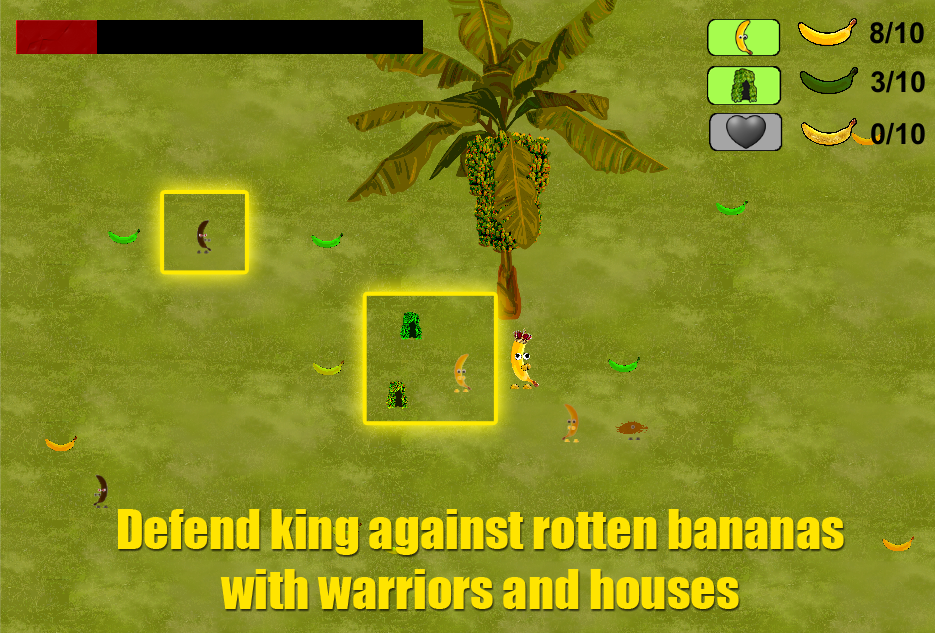 8/10
3/10
0/10
Defend king against rotten bananas
with warriors and houses